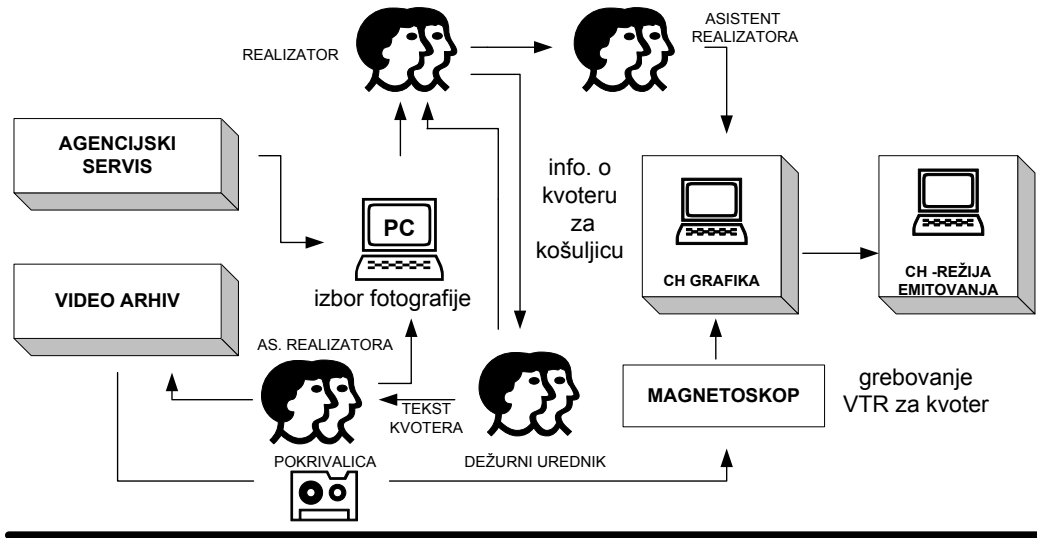 REALIZATOR
ASISTENT
REALIZATORA
AGENCIJSKI
SERVIS
PC
izbor fotografije
info. o
kvoteru
za
košuljicu
CH GRAFIKA
CH -REŽIJA
EMITOVANJA
VIDEO ARHIV
AS. REALIZATORA
TEKST
KVOTERA
MAGNETOSKOP
grebovanje
VTR za kvoter
POKRIVALICA
DEŽURNI UREDNIK